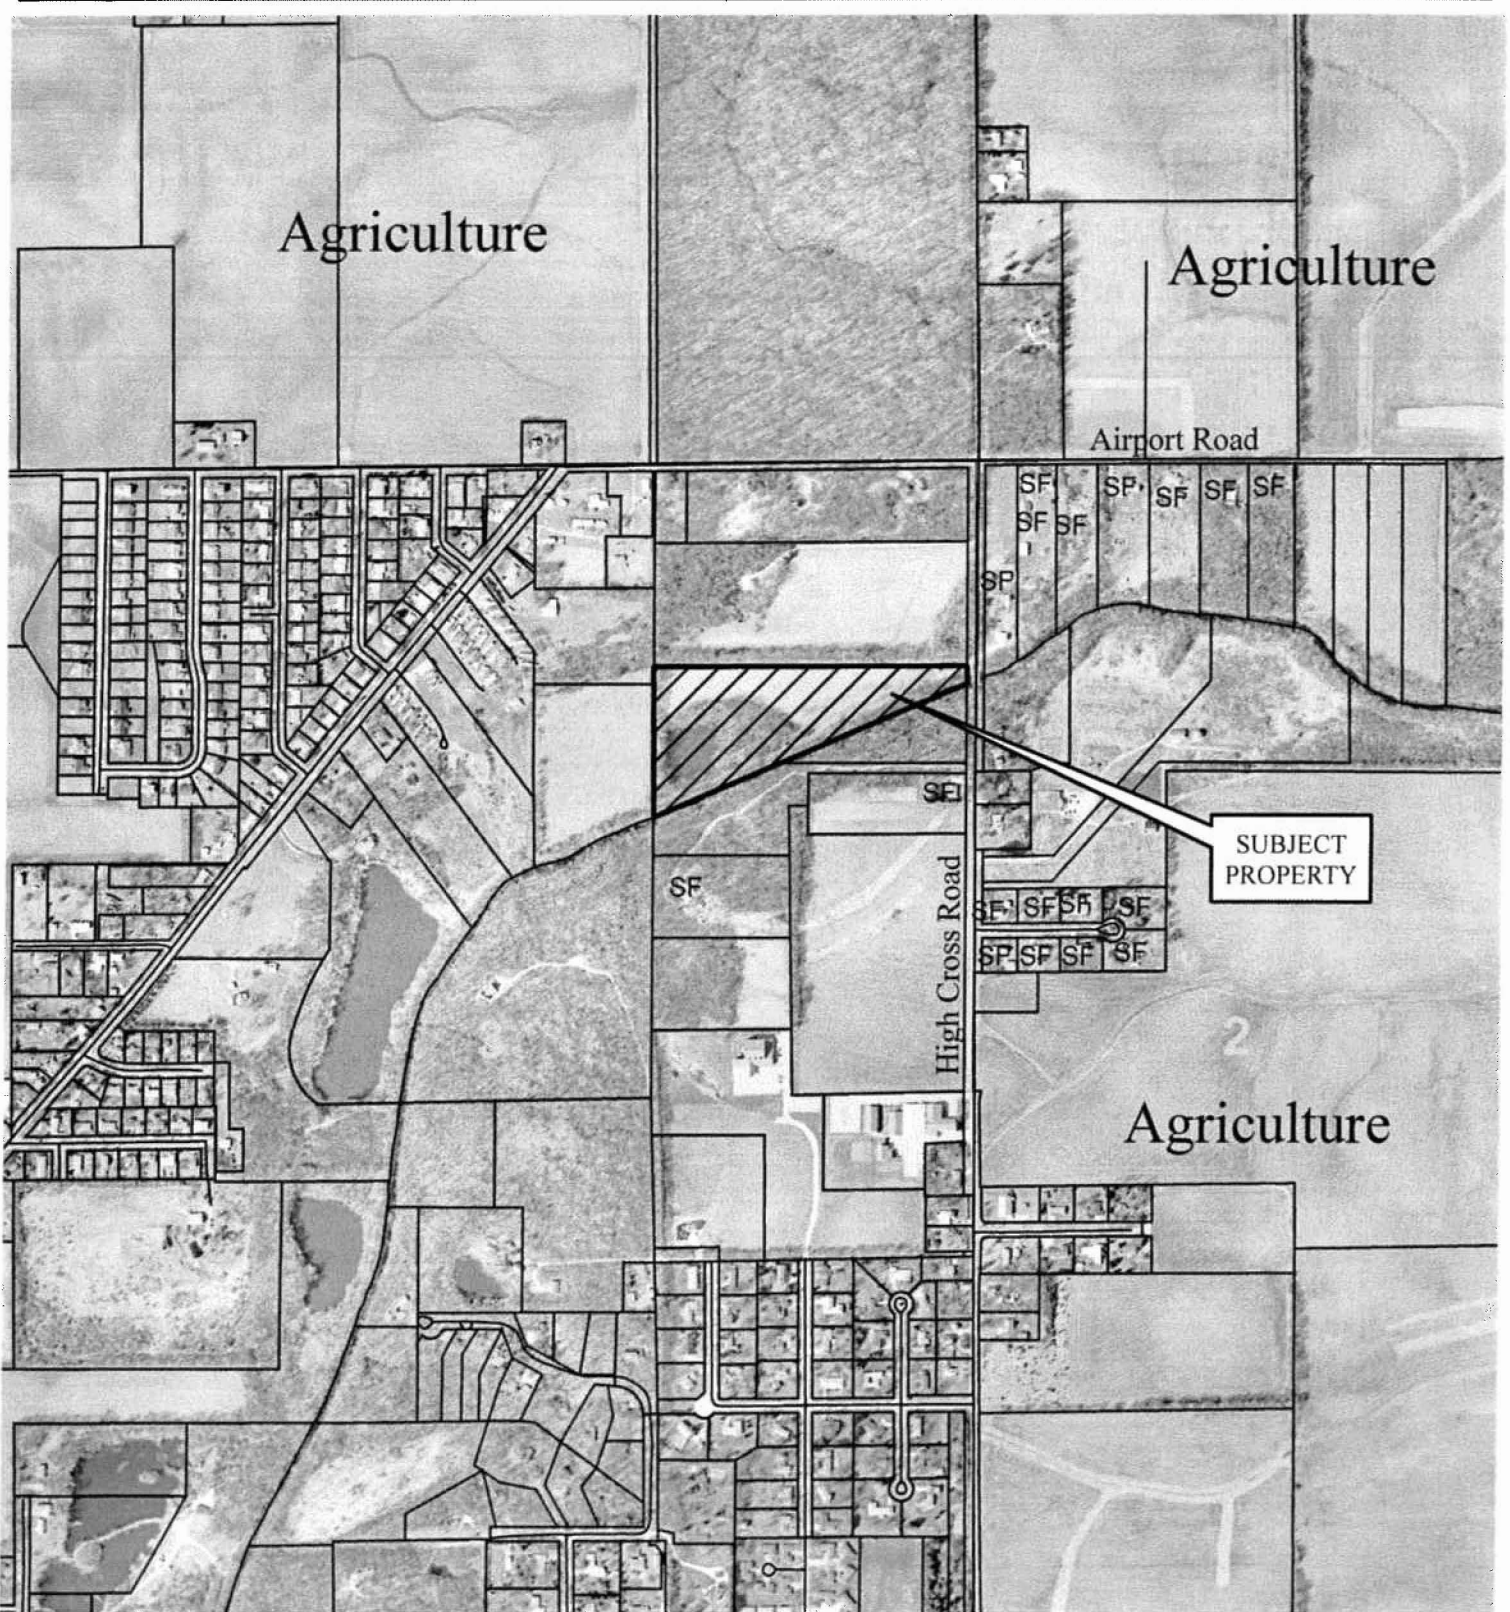 Agriculture
Agriculture
Airport Road
SF SF SF SF SF
SF SF
SF
SUBJECT
PROPERTY
SF
SF
High Cross Road
SF SF SF SF
SF SF SF SF
2
Agriculture